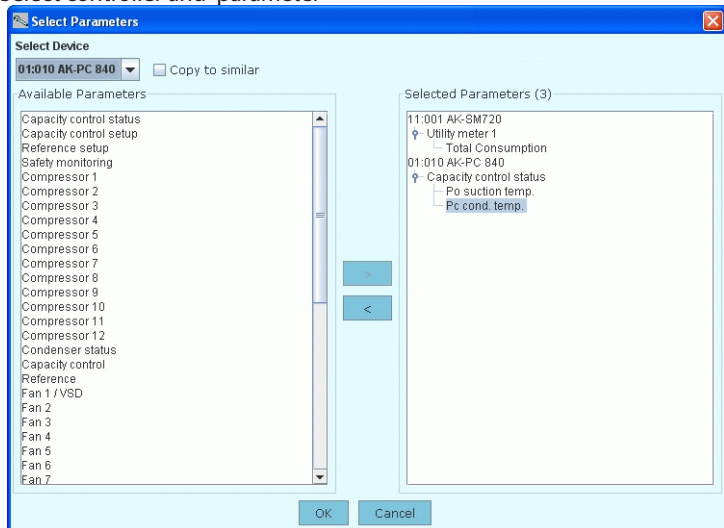 Select controller and parameter
Select Parameters
Select Device
01:010 AK-PC 840
Copy to similar
Available Parameters
Capacity control status
Capacity control setup
Reference setup
Safety monitoring
Compressor 1
Compressor 2
Compressor 3
Compressor 4
Compressor 5
Compressor 6
Compressor 7
Compressor 8
Compressor 9
Compressor 10
Compressor 11
Compressor 12
Condenser status
Capacity control
Reference
Fan 1 / VSD
Fan 2
Fan 3
Fan 4
Fan 5
Fan 6
Fan 7
>
<
Selected Parameters (3)
11:001 AK-SM720
Utility meter 1
Total Consumption
01:010 AK-PC 840
Capacity control status
Po suction temp.
Pc cond. temp.
OK
Cancel